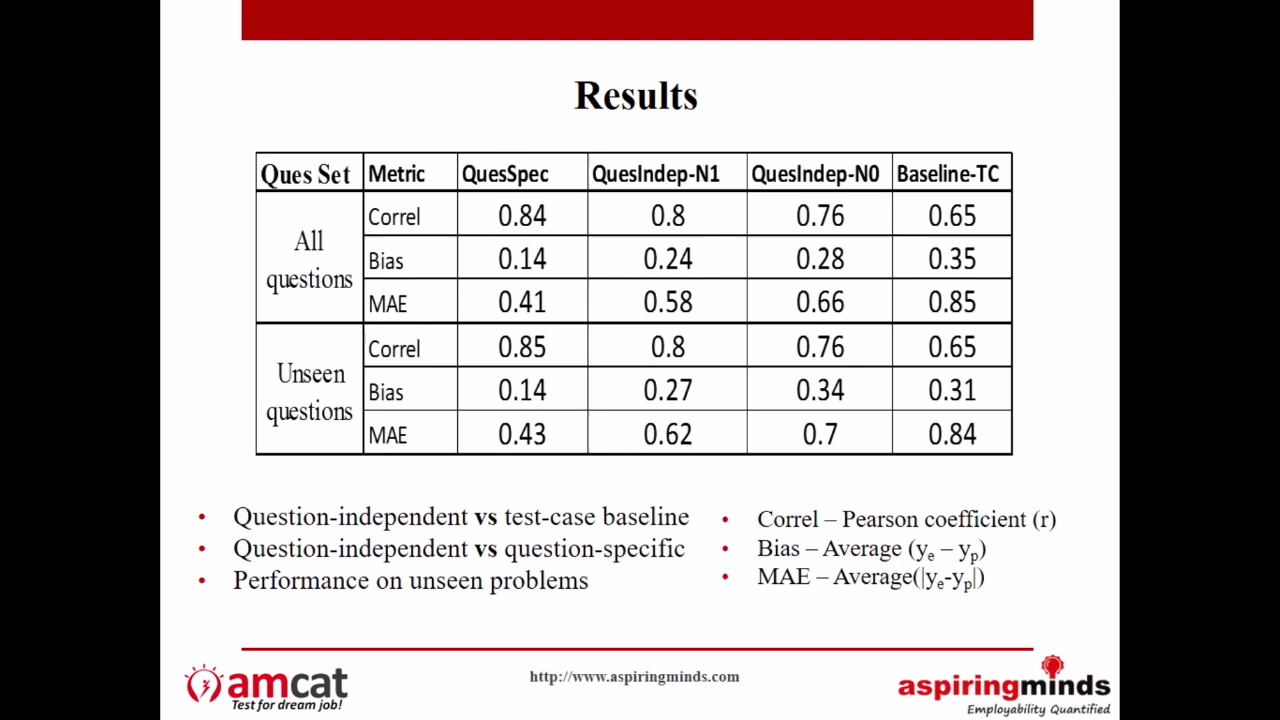 Results
Ques Set Metric QuesSpec QuesIndep-N1 QuesIndep-N0 Baseline-TC
All questions
Correl 0.84 0.8 0.76 0.65
Bias 0.14 0.24 0.28 0.35
MAE 0.41 0.58 0.66 0.85
Unseen questions
Correl 0.85 0.8 0.76 0.65
Bias 0.14 0.27 0.34 0.31
MAE 0.43 0.62 0.7 0.84
• Question-independent vs test-case baseline
• Question-independent vs question-specific
• Performance on unseen problems
• Correl – Pearson coefficient (r)
• Bias – Average (ye – yp)
• MAE – Average(|ye-yp|)
amcat
Test for dream job!
http://www.aspiringminds.com
aspiringminds
Employability Quantified